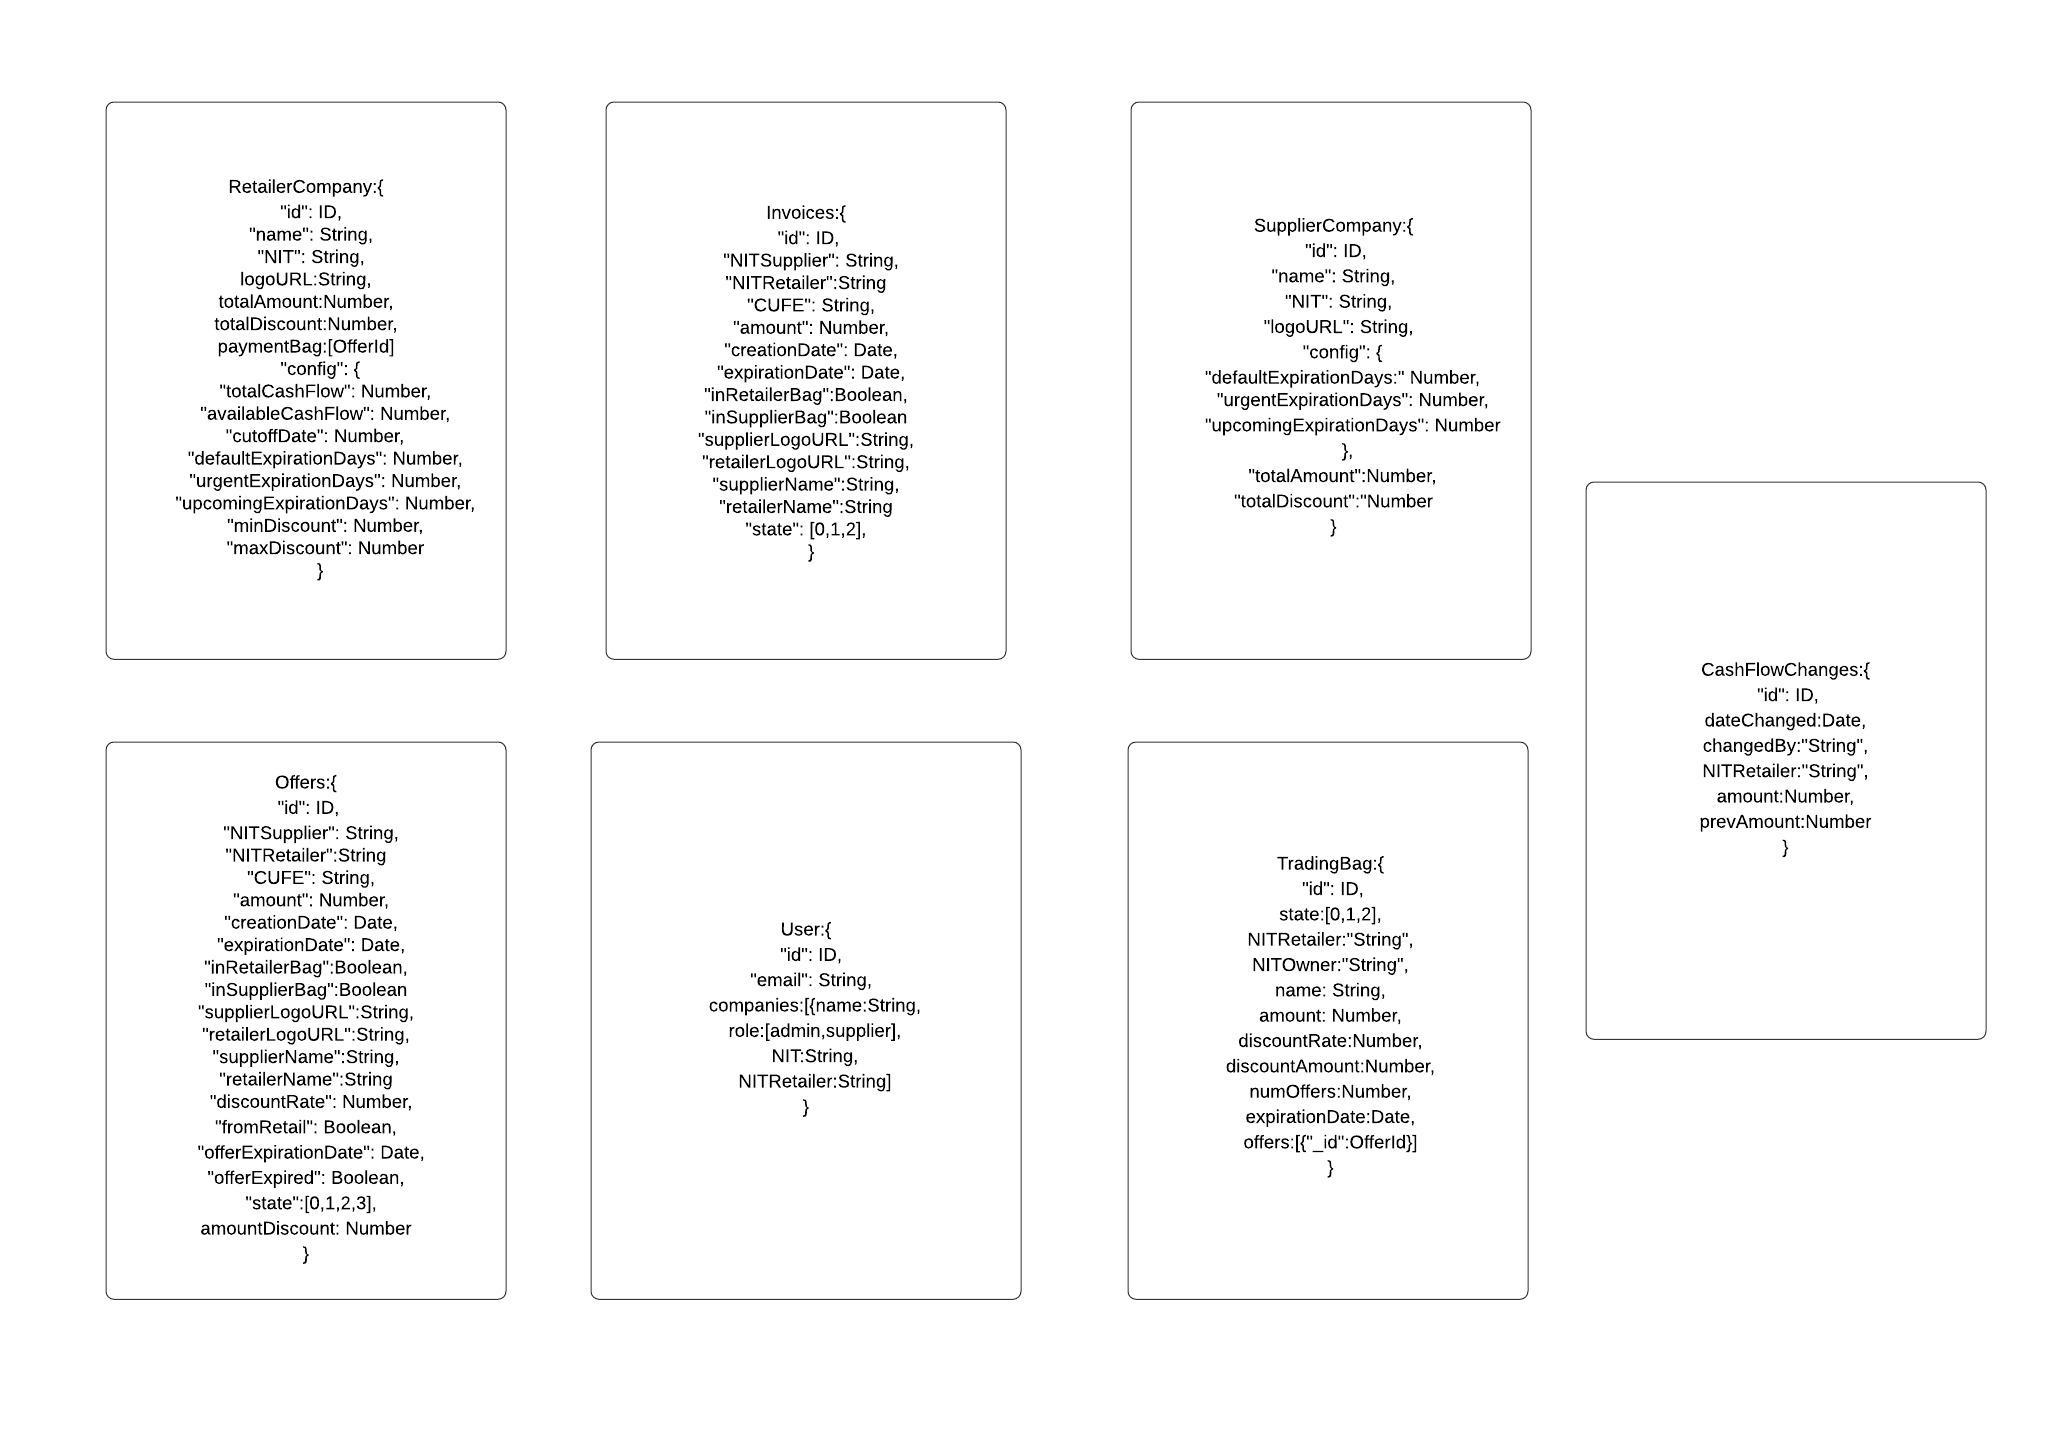 RetailerCompany:{
"id": ID,
"name": String,
"NIT": String,
logoURL:String,
totalAmount:Number,
totalDiscount:Number,
paymentBag:[OfferId]
"config": {
"totalCashFlow": Number,
"availableCashFlow": Number,
"cutoffDate": Number,
"defaultExpirationDays": Number,
"urgentExpirationDays": Number,
"upcomingExpirationDays": Number,
"minDiscount": Number,
"maxDiscount": Number
}
Invoices:{
"id": ID,
"NITSupplier": String,
"NITRetailer":String
"CUFE": String,
"amount": Number,
"creationDate": Date,
"expirationDate": Date,
"inRetailerBag":Boolean,
"inSupplierBag":Boolean
"supplierLogoURL":String,
"retailerLogoURL":String,
"supplierName":String,
"retailerName":String
"state": [0,1,2],
}
SupplierCompany:{
"id": ID,
"name": String,
"NIT": String,
"logoURL": String,
"config": {
"defaultExpirationDays:" Number,
"urgentExpirationDays": Number,
"upcomingExpirationDays": Number
},
"totalAmount":Number,
"totalDiscount":"Number
}
CashFlowChanges:{
"id": ID,
dateChanged:Date,
changedBy:"String",
NITRetailer:"String",
amount:Number,
prevAmount:Number
}
Offers:{
"id": ID,
"NITSupplier": String,
"NITRetailer":String
"CUFE": String,
"amount": Number,
"creationDate": Date,
"expirationDate": Date,
"inRetailerBag":Boolean,
"inSupplierBag":Boolean
"supplierLogoURL":String,
"retailerLogoURL":String,
"supplierName":String,
"retailerName":String
"discountRate": Number,
"fromRetail": Boolean,
"offerExpirationDate": Date,
"offerExpired": Boolean,
"state":[0,1,2,3],
amountDiscount: Number
}
User:{
"id": ID,
"email": String,
companies:[{name:String,
role:[admin,supplier],
NIT:String,
NITRetailer:String]
}
TradingBag:{
"id": ID,
state:[0,1,2],
NITRetailer:"String",
NITOwner:"String",
name: String,
amount: Number,
discountRate:Number,
discountAmount:Number,
numOffers:Number,
expirationDate:Date,
offers:[{"_id":OfferId}]
}